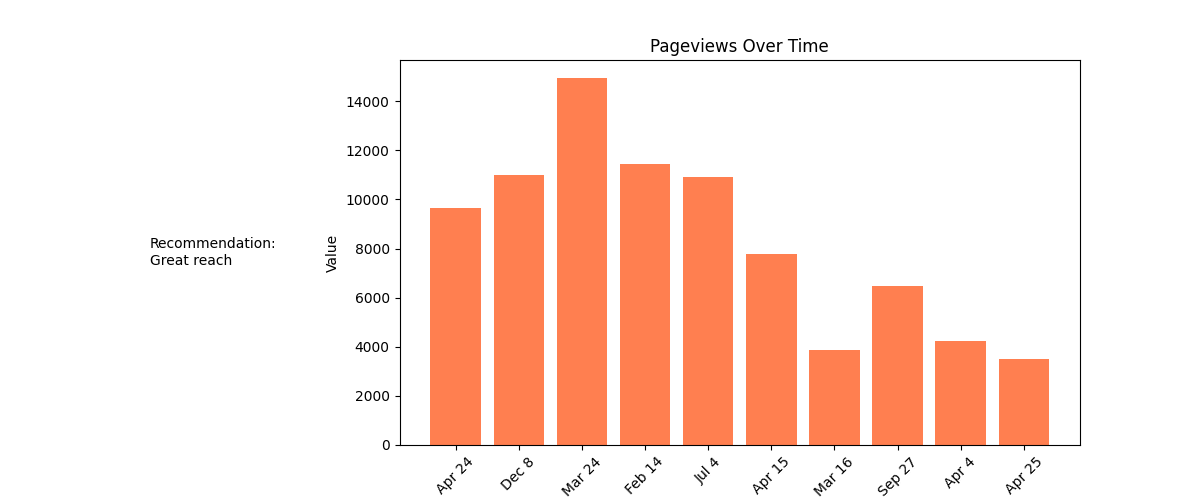 Pageviews Over Time
Recommendation:
Great reach
Value
14000
12000
10000
8000
6000
4000
2000
0
Apr 24
Dec 8
Mar 24
Feb 14
Jul 4
Apr 15
Mar 16
Sep 27
Apr 4
Apr 25